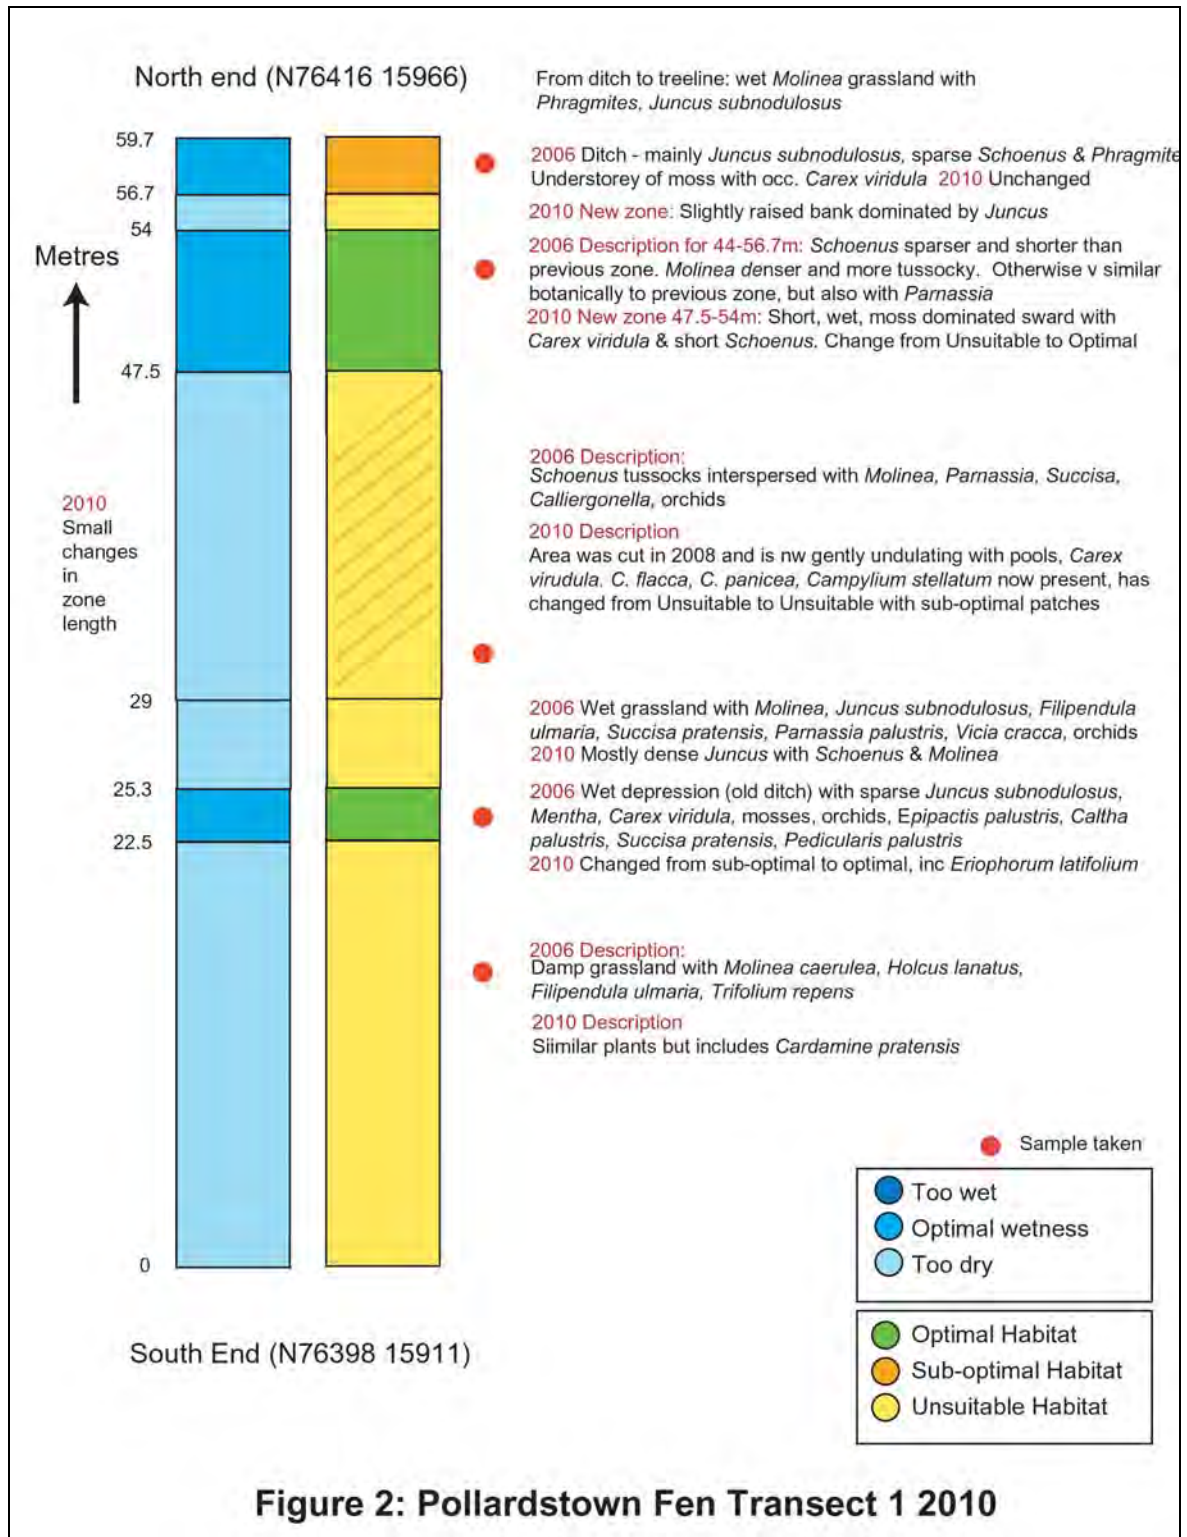 North end (N76416 15966)
From ditch to treeline: wet Molinea grassland with
Phragmites, Juncus subnodulosus
59.7
2006 Ditch - mainly Juncus subnodulosus, sparse Schoenus & Phragmite
Understorey of moss with occ. Carex viridula 2010 Unchanged
56.7
2010 New zone: Slightly raised bank dominated by Juncus
54
Metres
2006 Description for 44-56.7m: Schoenus sparser and shorter than
previous zone. Molinea denser and more tussocky. Otherwise v similar
botanically to previous zone, but also with Parnassia
2010 New zone 47.5-54m: Short, wet, moss dominated sward with
Carex viridula & short Schoenus. Change from Unsuitable to Optimal
47.5
2006 Description:
Schoenus tussocks interspersed with Molinea, Parnassia, Succisa,
Calliergonella, orchids
2010 Description
Area was cut in 2008 and is nw gently undulating with pools, Carex
virudula. C. flacca, C. panicea, Campylium stellatum now present, has
changed from Unsuitable to Unsuitable with sub-optimal patches
2010
Small
changes
in
zone
length
29
2006 Wet grassland with Molinea, Juncus subnodulosus, Filipendula
ulmaria, Succisa pratensis, Parnassia palustris, Vicia cracca, orchids
2010 Mostly dense Juncus with Schoenus & Molinea
25.3
2006 Wet depression (old ditch) with sparse Juncus subnodulosus,
Mentha, Carex viridula, mosses, orchids, Epipactis palustris, Caltha
palustris, Succisa pratensis, Pedicularis palustris
2010 Changed from sub-optimal to optimal, inc Eriophorum latifolium
22.5
2006 Description:
Damp grassland with Molinea caerulea, Holcus lanatus,
Filipendula ulmaria, Trifolium repens
2010 Description
Siimilar plants but includes Cardamine pratensis
0
South End (N76398 15911)
Sample taken
Too wet
Optimal wetness
Too dry
Optimal Habitat
Sub-optimal Habitat
Unsuitable Habitat
Figure 2: Pollardstown Fen Transect 1 2010